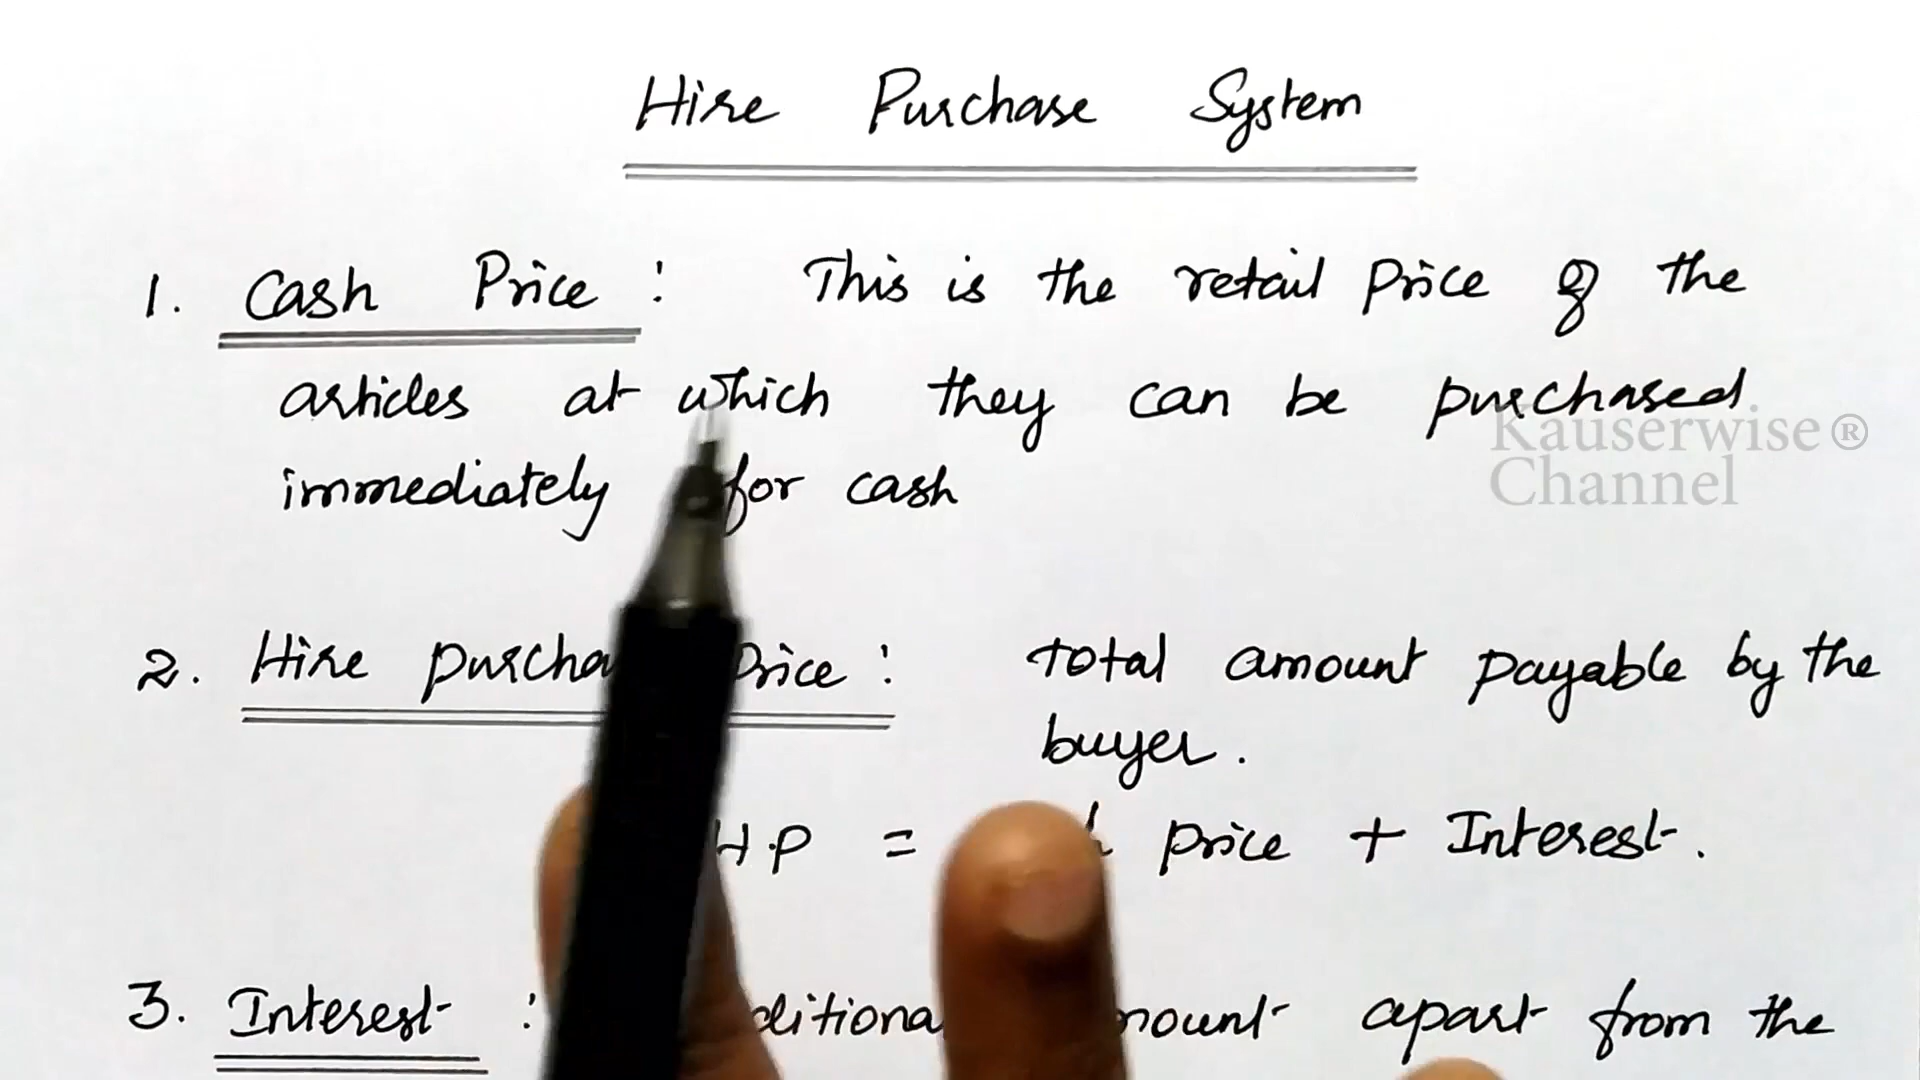 Hire Purchase System
1. Cash Price : This is the retail price of the
articles at which they can be purchased
immediately for cash
Kauserwise®
Channel
2. Hire purcha Price : total amount payable by the
buyer.
H.P = price + Interest.
3. Interest : ditiona mount apart from the